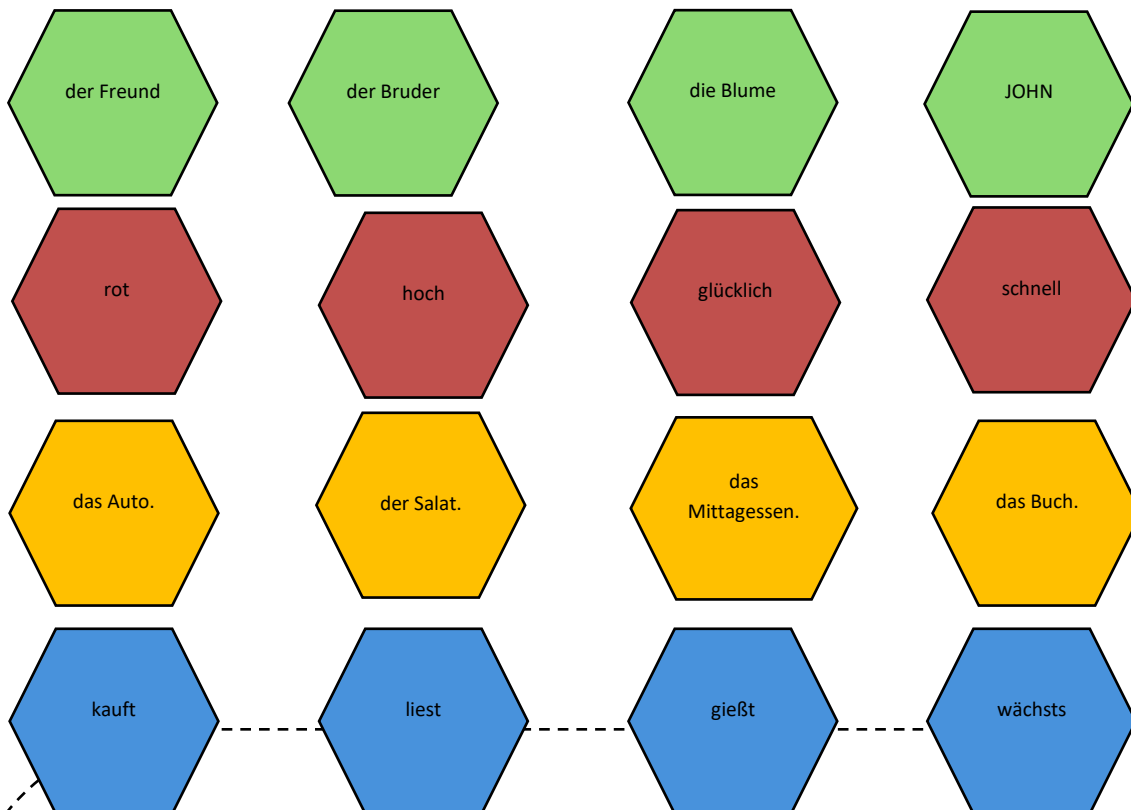 der Freund
der Bruder
die Blume
JOHN
rot
hoch
glücklich
schnell
das Auto.
der Salat.
das
Mittagessen.
das Buch.
kauft
liest
gießt
wächsts